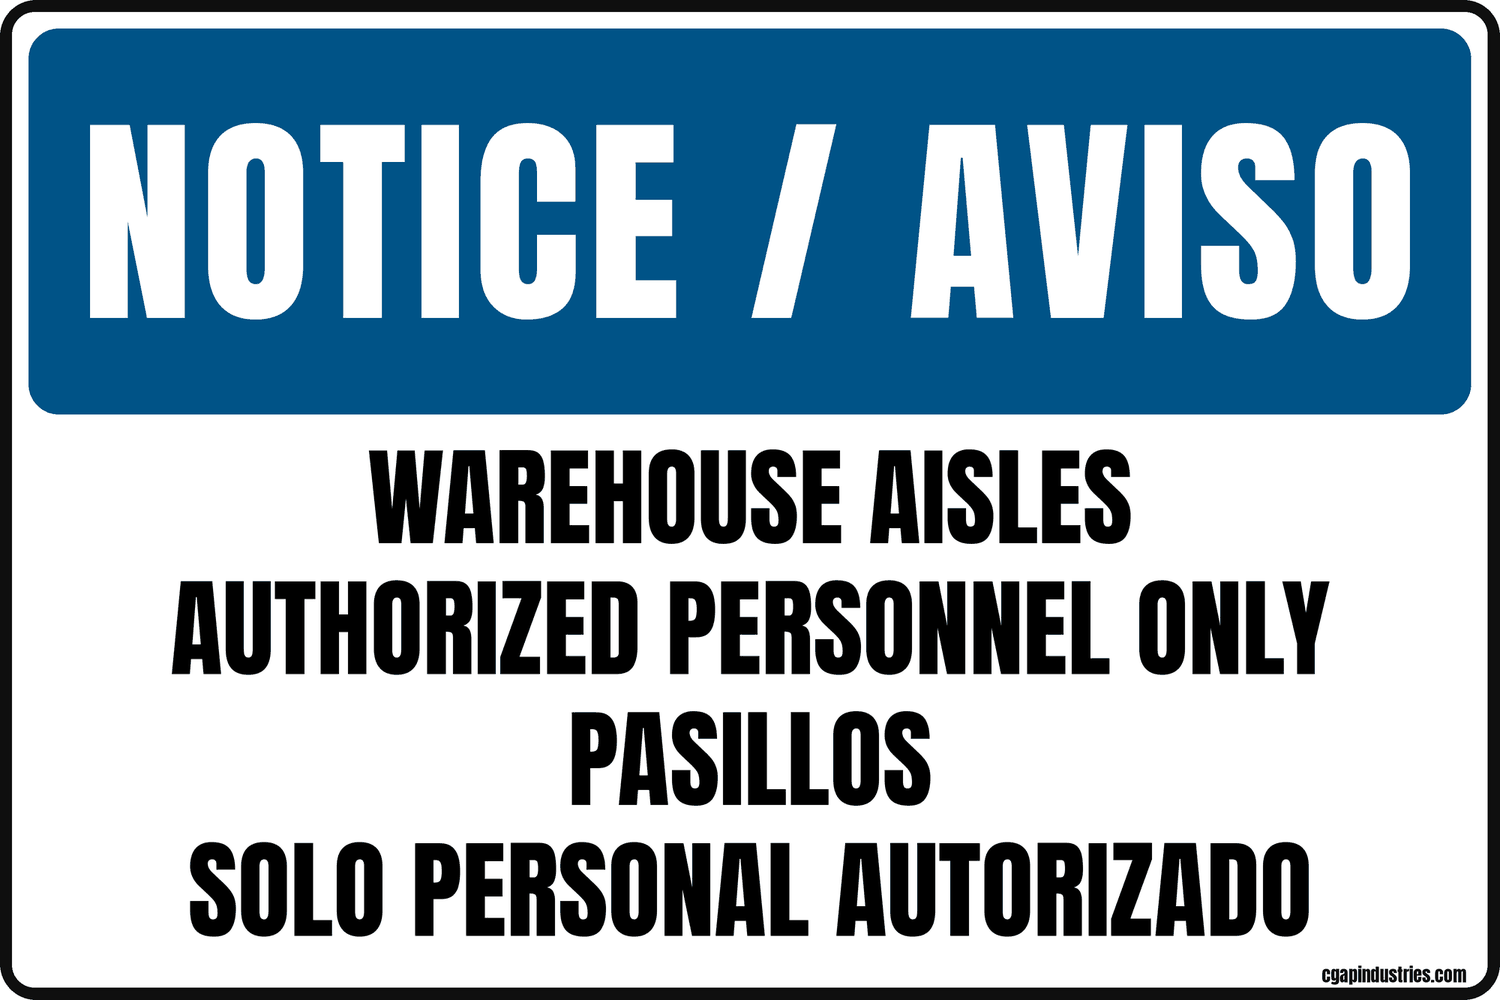 NOTICE / AVISO
WAREHOUSE AISLES
AUTHORIZED PERSONNEL ONLY
PASILLOS
SOLO PERSONAL AUTORIZADO
cgapindustries.com